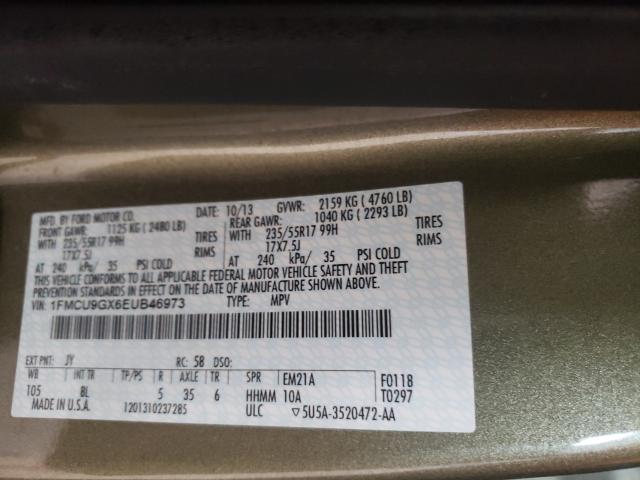 MFD. BY FORD MOTOR CO.
DATE: 10/13 GVWR: 2159 KG ( 4760 LB)
FRONT GAWR: 1125 KG ( 2480 LB) REAR GAWR: 1040 KG ( 2293 LB)
WITH 235/55R17 99H TIRES WITH 235/55R17 99H TIRES
17X7.5J RIMS 17X7.5J RIMS
AT 240 kPa/ 35 PSI COLD AT 240 kPa/ 35 PSI COLD
THIS VEHICLE CONFORMS TO ALL APPLICABLE FEDERAL MOTOR VEHICLE SAFETY AND THEFT
PREVENTION STANDARDS IN EFFECT ON THE DATE OF MANUFACTURE SHOWN ABOVE.
VIN: 1FMCU9GX6EUB46973 TYPE: MPV
EXT PNT: JY RC: 58 DSO:
WB INT TR TP/PS R AXLE TR SPR EM21A F0118
105 BL 5 35 6 HHMM 10A T0297
MADE IN U.S.A. 1201310237285 ULC ▽5U5A-3520472-AA